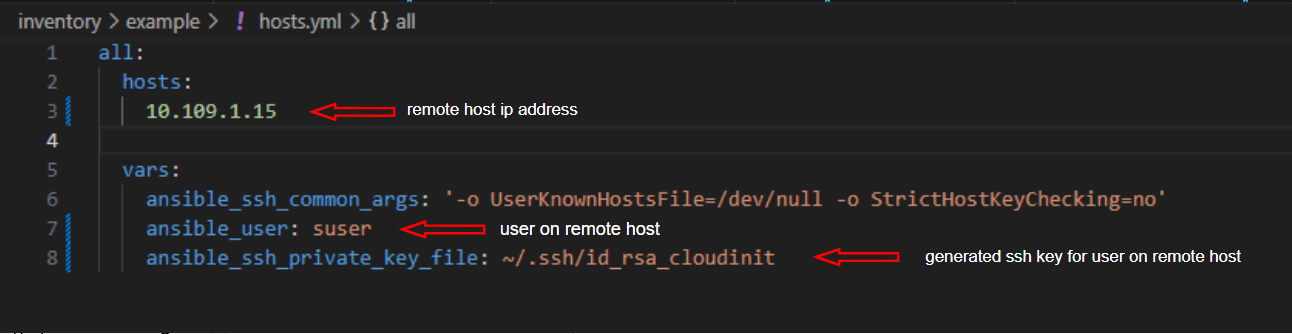 inventory > example > ! hosts.yml > {} all
1 all:
2 hosts:
3 10.109.1.15 remote host ip address
4
5 vars:
6 ansible_ssh_common_args: '-o UserKnownHostsFile=/dev/null -o StrictHostKeyChecking=no'
7 ansible_user: suser user on remote host
8 ansible_ssh_private_key_file: ~/.ssh/id_rsa_cloudinit generated ssh key for user on remote host